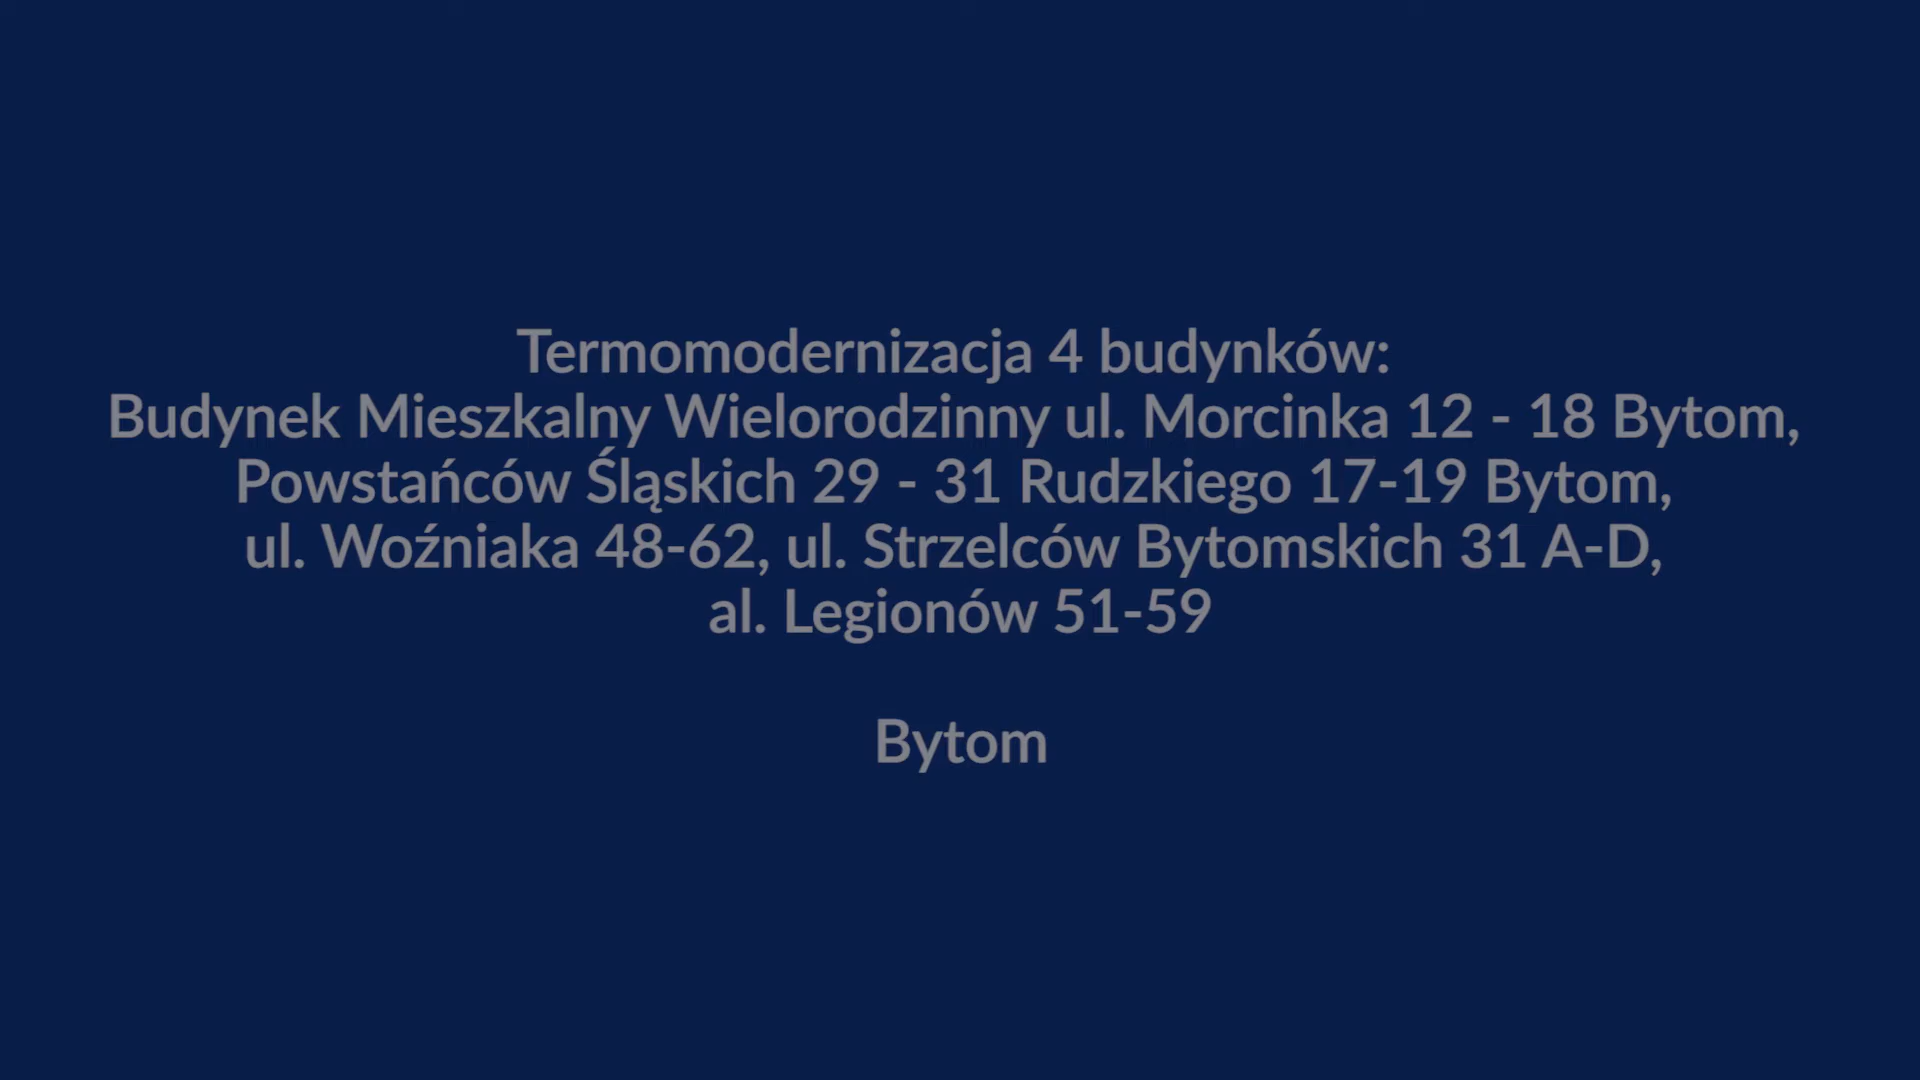 Termomodernizacja 4 budynków:
Budynek Mieszkalny Wielorodzinny ul. Morcinka 12 - 18 Bytom,
Powstańców Śląskich 29 - 31 Rudzkiego 17-19 Bytom,
ul. Woźniaka 48-62, ul. Strzelców Bytomskich 31 A-D,
al. Legionów 51-59
Bytom